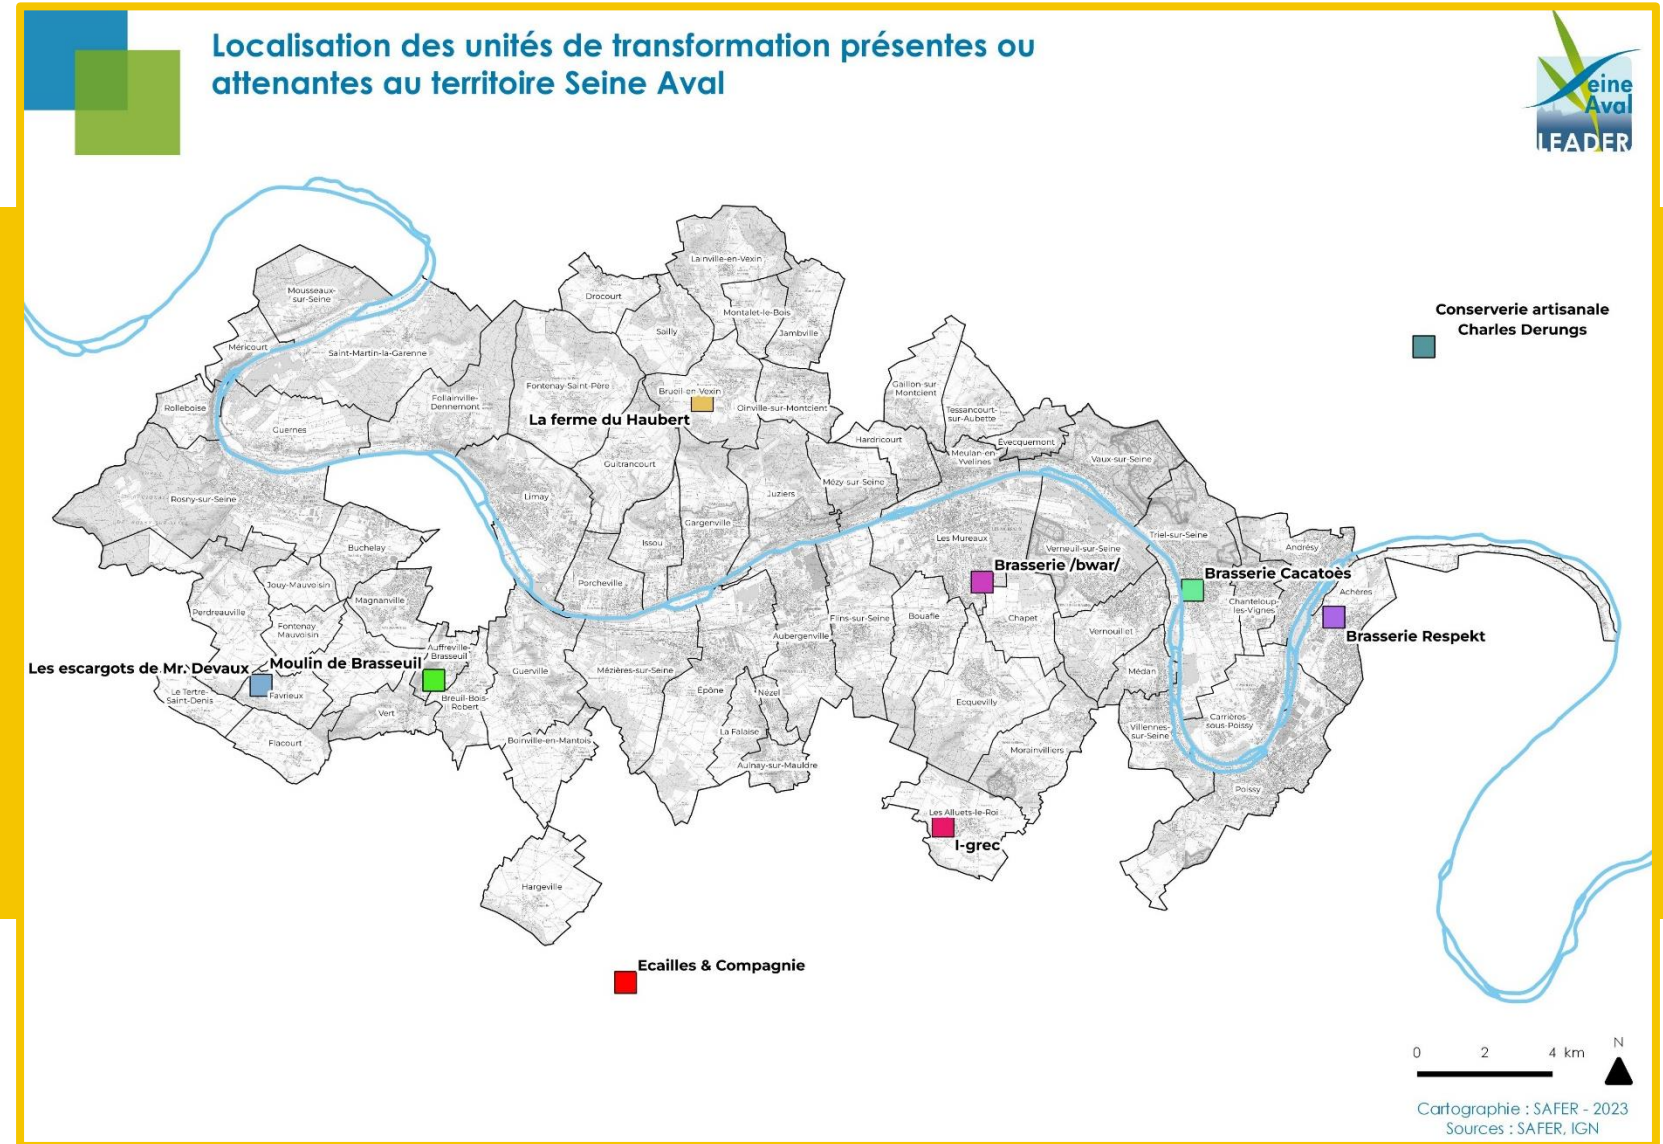 Localisation des unités de transformation présentes ou
attenantes au territoire Seine Aval
Seine
Aval
LEADER
Lainville-en-Vexin
Mousseaux-
sur-Seine
Drocourt
Montalet-le-Bois
Sailly
Jambville
Conserverie artisanale
Charles Derungs
Méricourt
Saint-Martin-la-Garenne
Fontenay-Saint-Père
Brueil-en-Vexin
Gaillon-sur-
Montcient
Follainville-
Dennemont
Rolleboise
Oinville-sur-Montcient
Tessancourt-
sur-Aubette
La ferme du Haubert
Guernes
Hardricourt
Évecquemont
Meulan-en-
Yvelines
Vaux-sur-Seine
Guitrancourt
Mézy-sur-Seine
Juziers
Rosny-sur-Seine
Limay
Gargenville
Issou
Les Mureaux
Triel-sur-Seine
Buchelay
Verneuil-sur-Seine
Andrésy
Brasserie /bwar/
Brasserie Cacatoès
Jouy-Mauvoisin
Porcheville
Achères
Magnanville
Chanteloup-
les-Vignes
Perdreauville
Flins-sur-Seine
Bouafle
Chapet
Fontenay
Mauvoisin
Aubergenville
Vernouillet
Brasserie Respekt
Auffreville-
Brasseuil
Les escargots de Mr. Devaux
Moulin de Brasseuil
Guerville
Mézières-sur-Seine
Médan
Le Tertre-
Saint-Denis
Favrieux
Epône
Nézel
Breuil-Bois-
Robert
Ecquevilly
Vert
Carrières-
sous-Poissy
Villennes-
sur-Seine
La Falaise
Flacourt
Boinville-en-Mantois
Morainvilliers
Aulnay-sur-Mauldre
Poissy
Les Alluets-le-Roi
I-grec
Hargeville
Ecailles & Compagnie
0 2 4 km
N
Cartographie : SAFER - 2023
Sources : SAFER, IGN